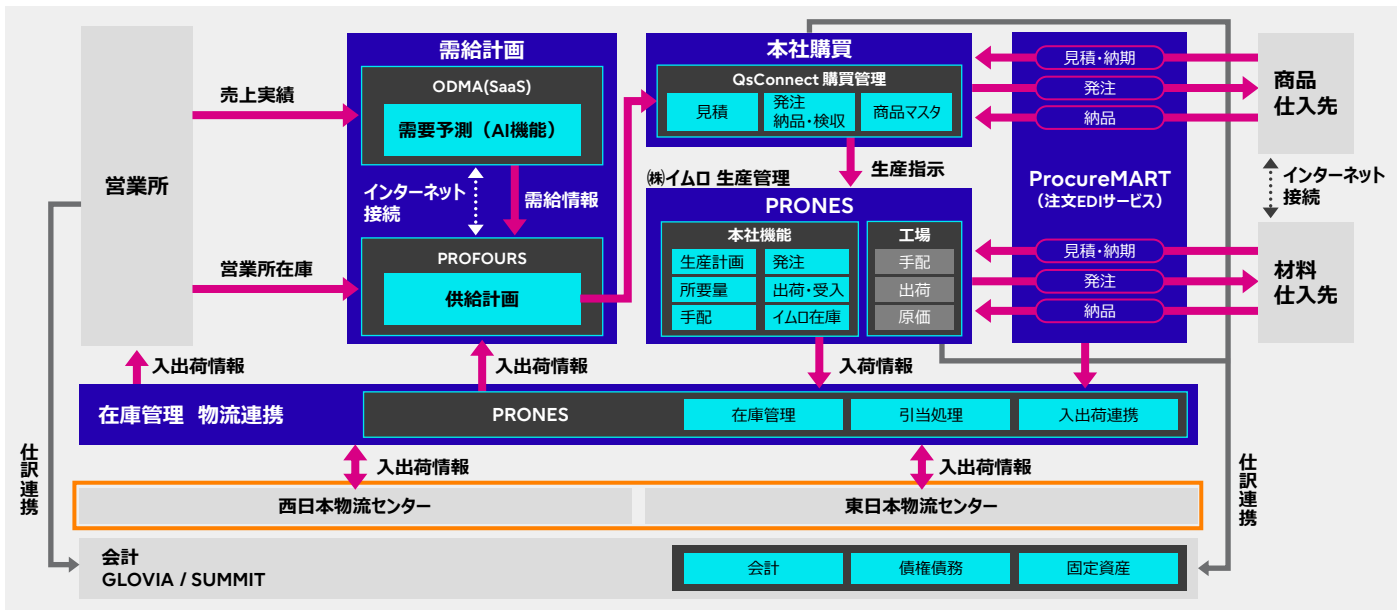 営業所
売上実績
営業所在庫
需給計画
ODMA(SaaS)
需要予測（AI機能）
インターネット
接続
需給情報
PROFOURS
供給計画
本社購買
QsConnect 購買管理
見積
発注
納品・検収
商品マスタ
生産指示
㈱イムロ 生産管理
PRONES
本社機能
生産計画
発注
所要量
出荷・受入
手配
イムロ在庫
工場
手配
出荷
原価
見積・納期
発注
納品
ProcureMART
（注文EDIサービス）
見積・納期
発注
納品
商品
仕入先
インターネット
接続
材料
仕入先
入出荷情報
入出荷情報
入荷情報
入出荷情報
在庫管理 物流連携
PRONES
在庫管理
引当処理
入出荷連携
入出荷情報
入出荷情報
西日本物流センター
東日本物流センター
仕訳連携
仕訳連携
会計
GLOVIA / SUMMIT
会計
債権債務
固定資産